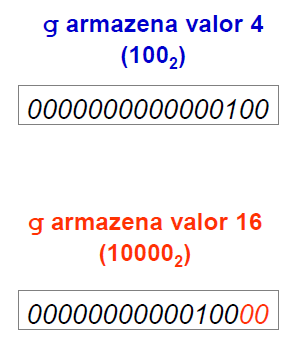 g armazena valor 4
(100₂)
0000000000000100
g armazena valor 16
(10000₂)
0000000000010000